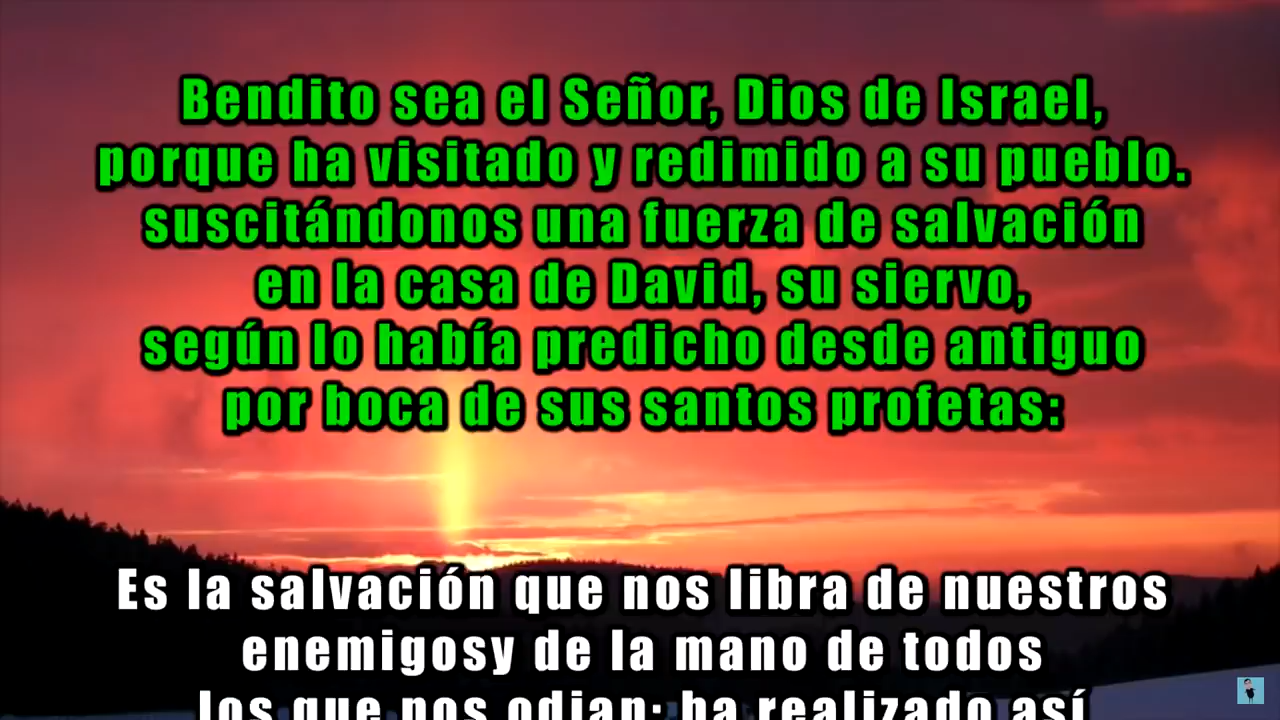 Bendito sea el Señor, Dios de Israel,
porque ha visitado y redimido a su pueblo.
suscitándonos una fuerza de salvación
en la casa de David, su siervo,
según lo había predicho desde antiguo
por boca de sus santos profetas:
Es la salvación que nos libra de nuestros
enemigosy de la mano de todos
los que nos odian; ha realizado así